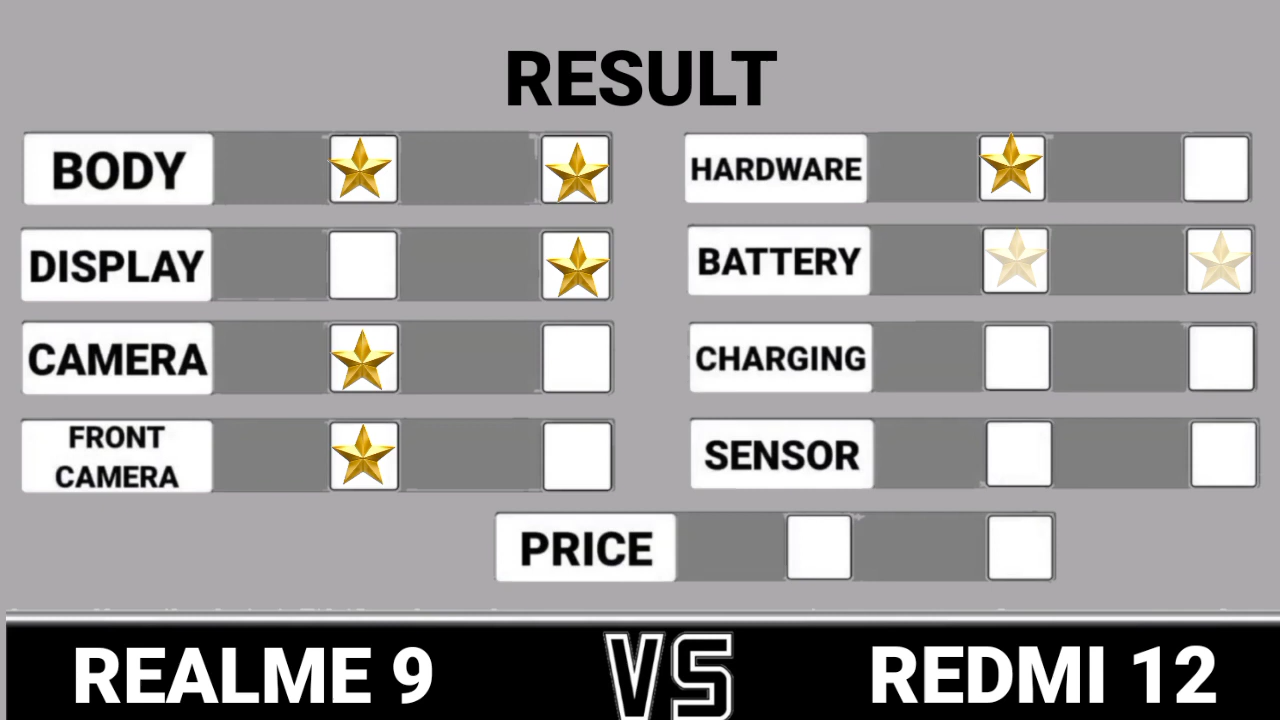 RESULT
BODY
DISPLAY
CAMERA
FRONT
CAMERA
HARDWARE
BATTERY
CHARGING
SENSOR
PRICE
REALME 9 VS REDMI 12